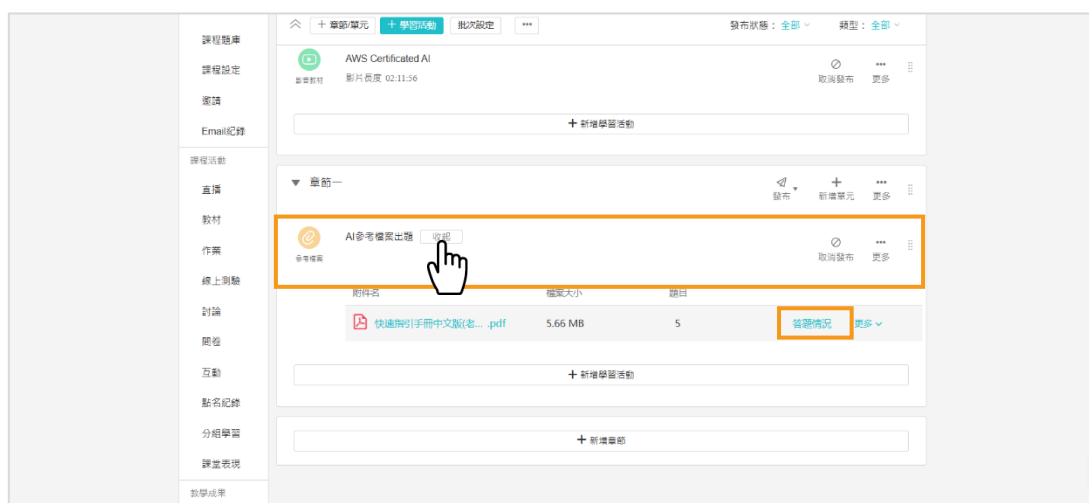 課程題庫
課程設定
邀請
Email紀錄
課程活動
直播
教材
作業
線上測驗
討論
問卷
互動
點名紀錄
分組學習
課堂表現
教學成果
+ 章節/單元 + 學習活動 批次設定 ••• 發布狀態： 全部 類型： 全部
AWS Certificated AI
影音教材 影片長度 02:11:56 取消發布 更多
+ 新增學習活動
▼ 章節一 發布 新增單元 更多
AI參考檔案出題 收起
參考檔案 取消發布 更多
附件名 檔案大小 題目
快速指引手冊中文版(老... .pdf 5.66 MB 5 答題情況 更多
+ 新增學習活動
+ 新增章節